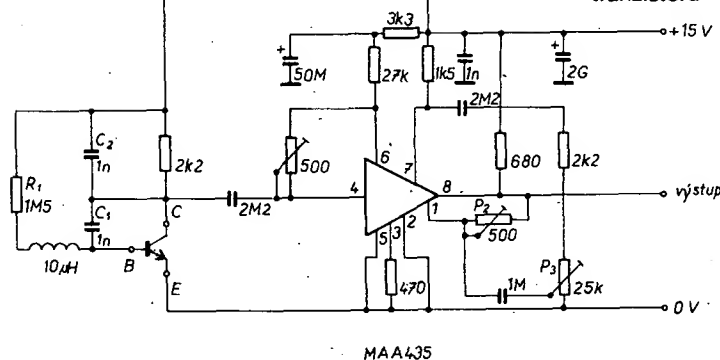 +15 V
3k3
50M
27k
1k5
1n
2G
2M2
C2
1n
2k2
500
6
7
680
2k2
R1
1M5
C1
1n
C
2M2
4
8
výstup
1
P2
500
5
3
2
10µH
B
E
470
1M
P3
25k
0 V
MAA435